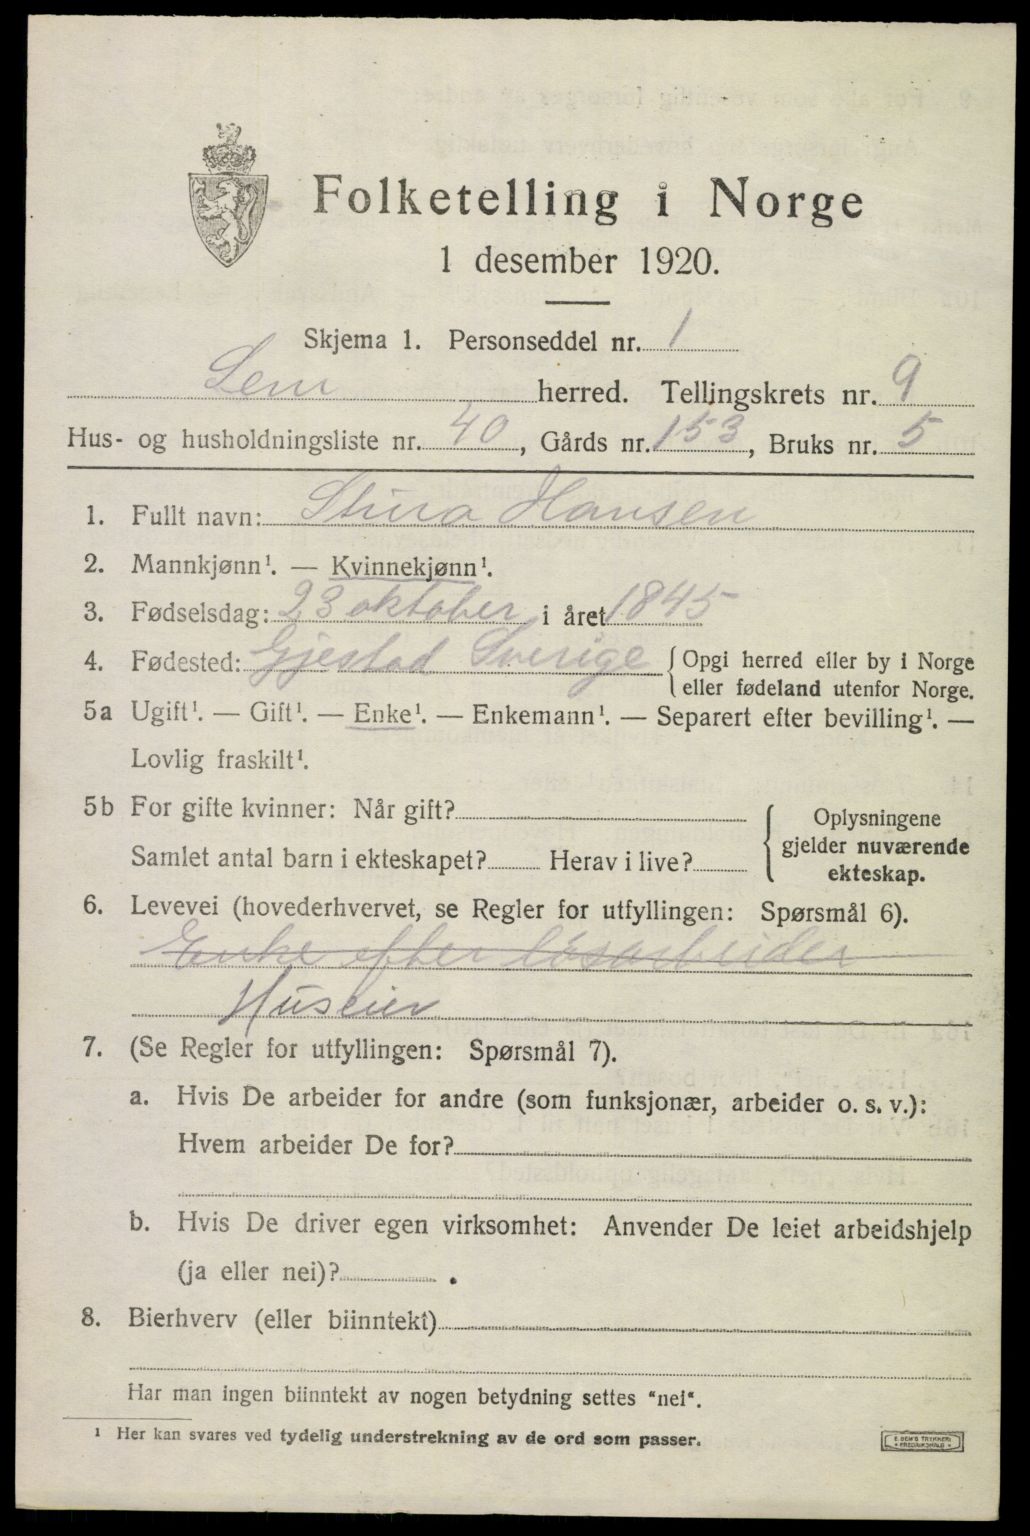 Folketelling i Norge
1 desember 1920.
Skjema 1. Personseddel nr. 1
Sem herred. Tellingskrets nr. 9
Hus- og husholdningsliste nr. 40, Gårds nr. 153, Bruks nr. 5
1. Fullt navn: Stina Hansen
2. Mannkjønn¹. — Kvinnekjønn¹.
3. Fødselsdag: 23 oktober i året 1845
4. Fødested: Gjestad Sverige {Opgi herred eller by i Norge
eller fødeland utenfor Norge.
5a Ugift¹. — Gift¹. — Enke¹. — Enkemann¹. — Separert efter bevilling¹. —
Lovlig fraskilt¹.
5b For gifte kvinner: Når gift?
Samlet antal barn i ekteskapet? Herav i live?
Oplysningene
gjelder nuværende
ekteskap.
6. Levevei (hovederhvervet, se Regler for utfyllingen: Spørsmål 6).
Enke efter løsarbeider
Huseier
7. (Se Regler for utfyllingen: Spørsmål 7).
a. Hvis De arbeider for andre (som funksjonær, arbeider o. s. v.):
Hvem arbeider De for?
b. Hvis De driver egen virksomhet: Anvender De leiet arbeidshjelp
(ja eller nei)?
8. Bierhverv (eller biinntekt)
Har man ingen biinntekt av nogen betydning settes "nei".
¹ Her kan svares ved tydelig understrekning av de ord som passer.
E. SEM'S TRYKKERI
FREDRIKSHALD